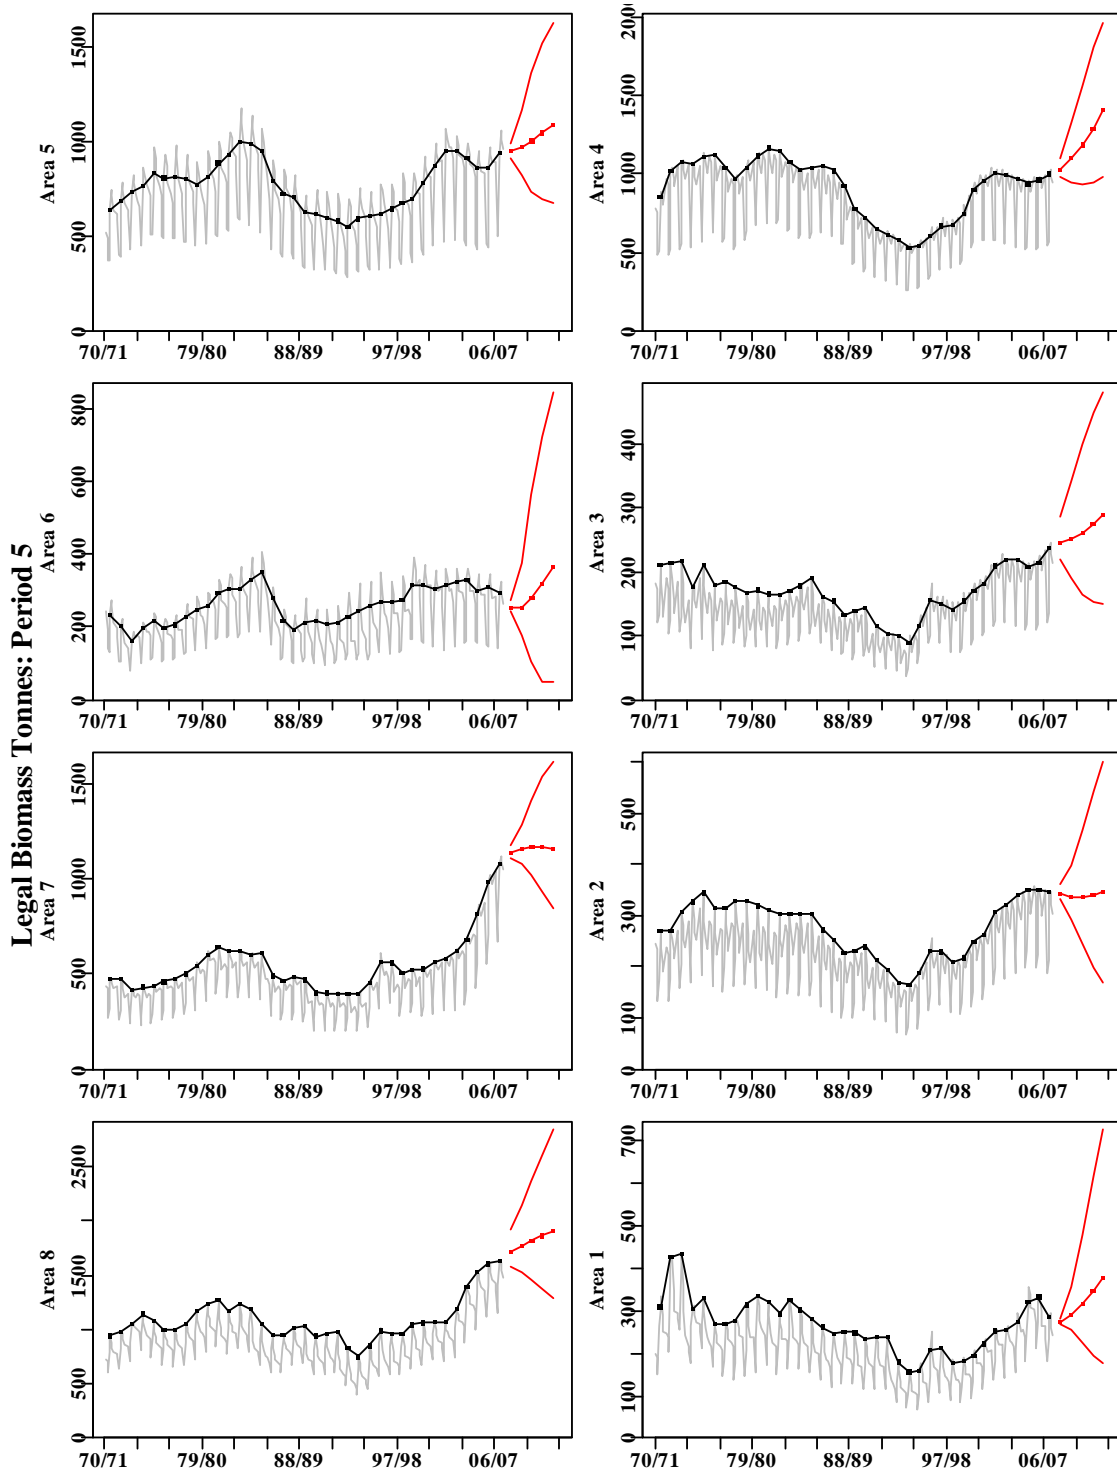 Legal Biomass Tonnes: Period 5
Area 5
0 500 1000 1500
70/71 79/80 88/89 97/98 06/07
Area 4
0 500 1000 1500 2000
70/71 79/80 88/89 97/98 06/07
Area 6
0 200 400 600 800
70/71 79/80 88/89 97/98 06/07
Area 3
0 100 200 300 400
70/71 79/80 88/89 97/98 06/07
Area 7
0 500 1000 1500
70/71 79/80 88/89 97/98 06/07
Area 2
0 100 300 500
70/71 79/80 88/89 97/98 06/07
Area 8
0 500 1500 2500
70/71 79/80 88/89 97/98 06/07
Area 1
0 100 300 500 700
70/71 79/80 88/89 97/98 06/07